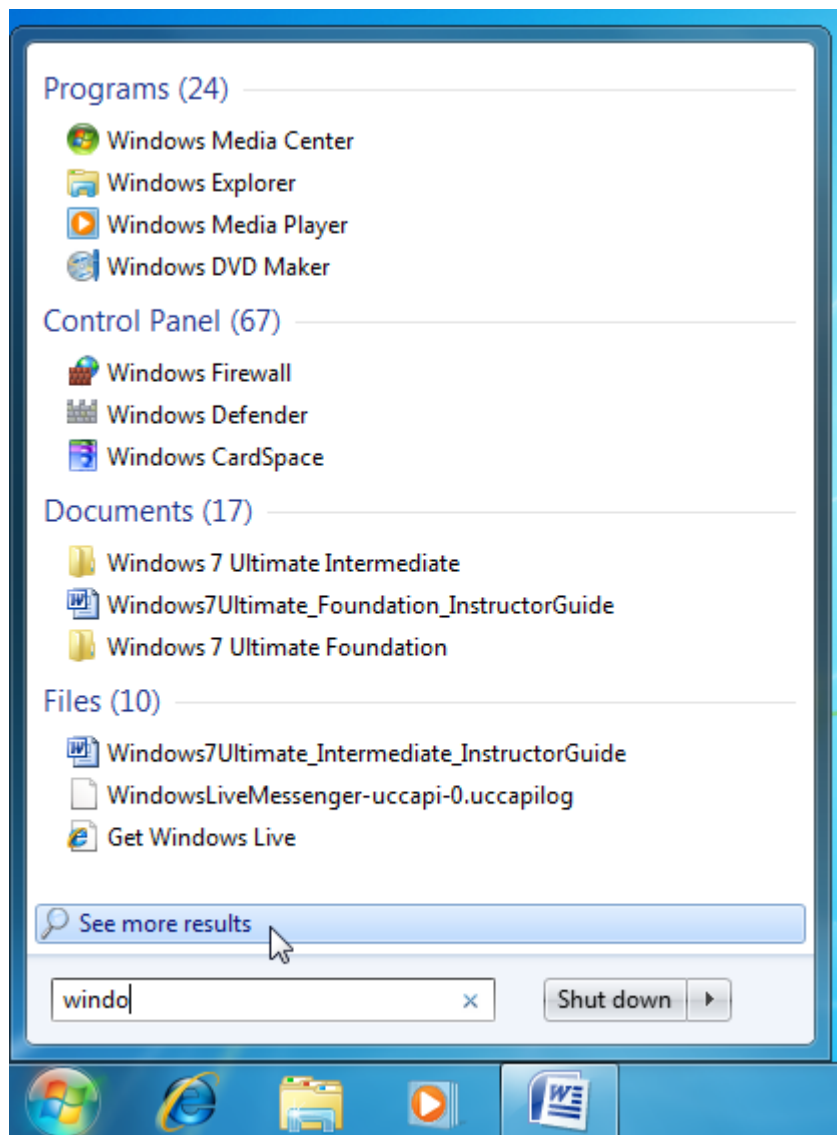 Programs (24)
Windows Media Center
Windows Explorer
Windows Media Player
Windows DVD Maker
Control Panel (67)
Windows Firewall
Windows Defender
Windows CardSpace
Documents (17)
Windows 7 Ultimate Intermediate
Windows7Ultimate_Foundation_InstructorGuide
Windows 7 Ultimate Foundation
Files (10)
Windows7Ultimate_Intermediate_InstructorGuide
WindowsLiveMessenger-uccapi-0.uccapilog
Get Windows Live
See more results
windo Shut down